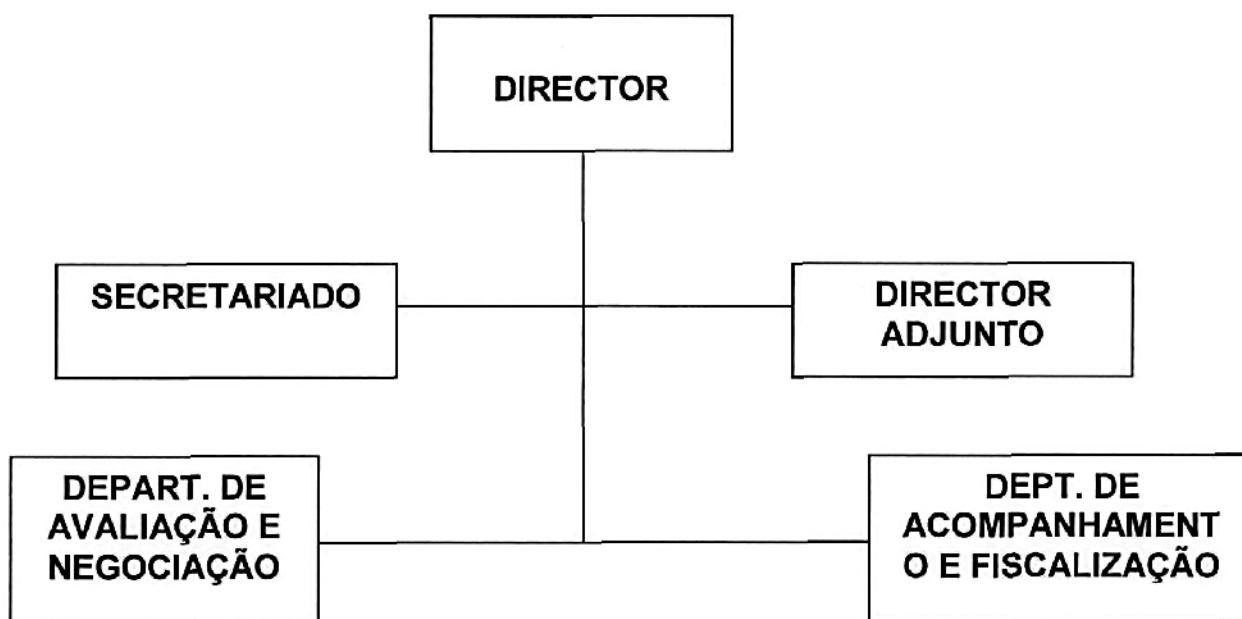 DIRECTOR
SECRETARIADO
DIRECTOR
ADJUNTO
DEPART. DE
AVALIAÇÃO E
NEGOCIAÇÃO
DEPT. DE
ACOMPANHAMENT
O E FISCALIZAÇÃO